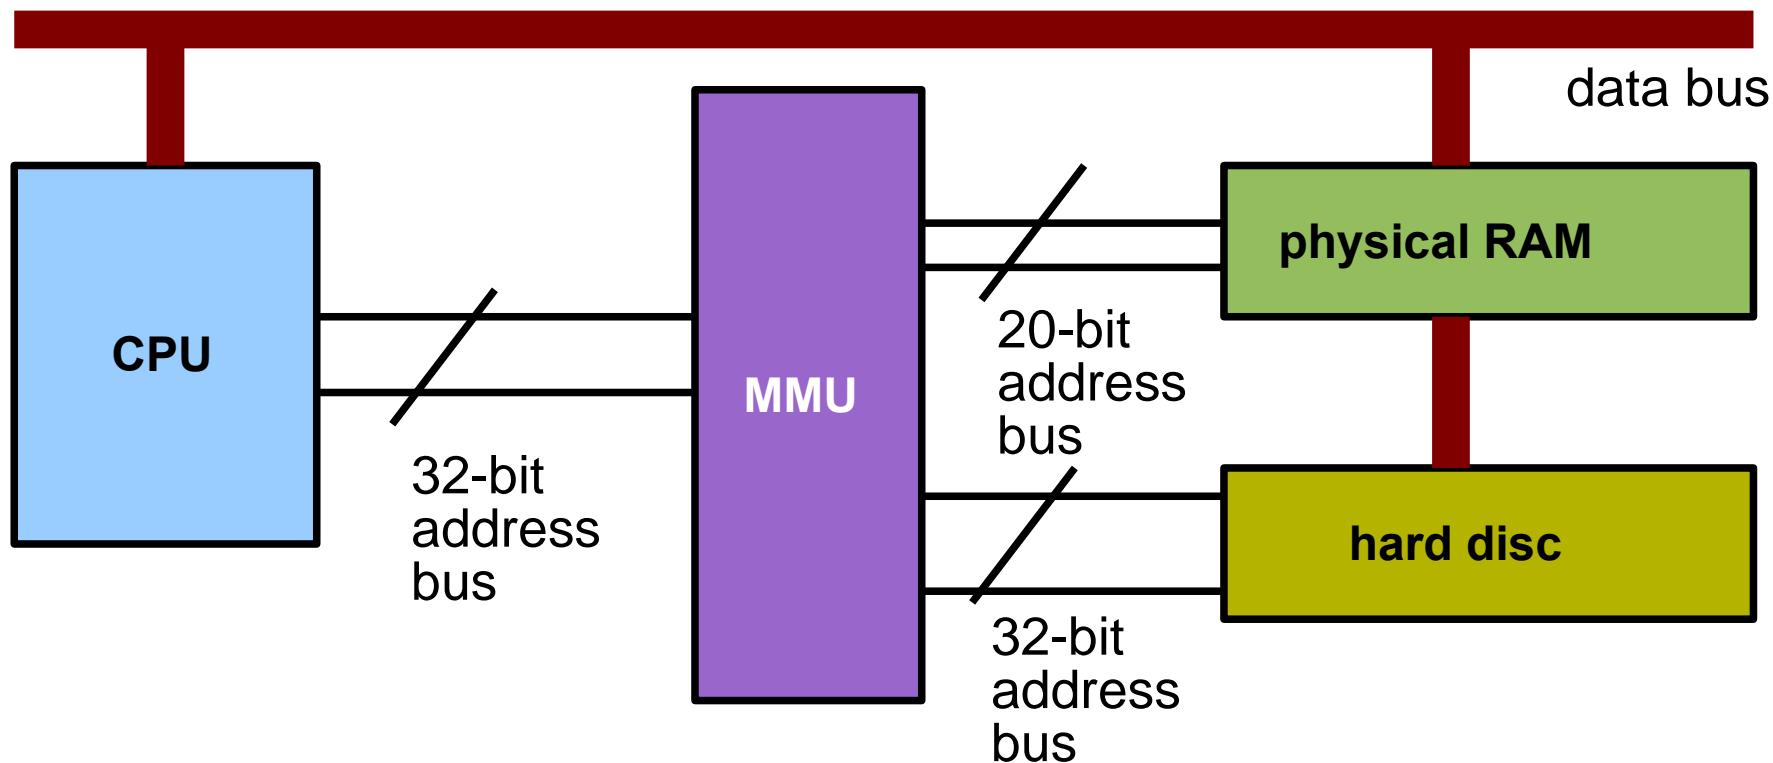 data bus
CPU
32-bit
address
bus
MMU
physical RAM
20-bit
address
bus
hard disc
32-bit
address
bus